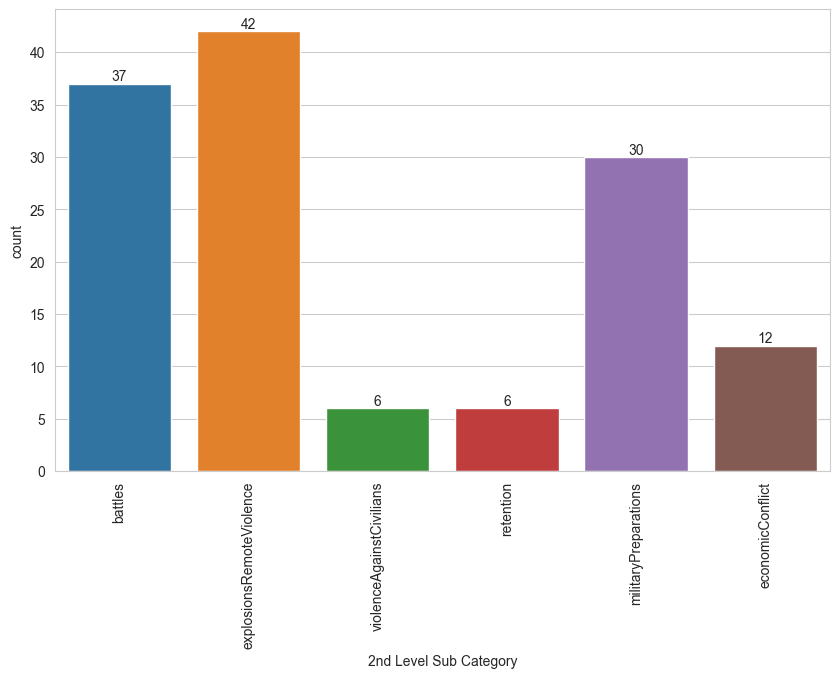 42
40
37
35
30
30
25
20
15
12
10
6
6
5
0
count
battles
explosionsRemoteViolence
violenceAgainstCivilians
retention
militaryPreparations
economicConflict
2nd Level Sub Category